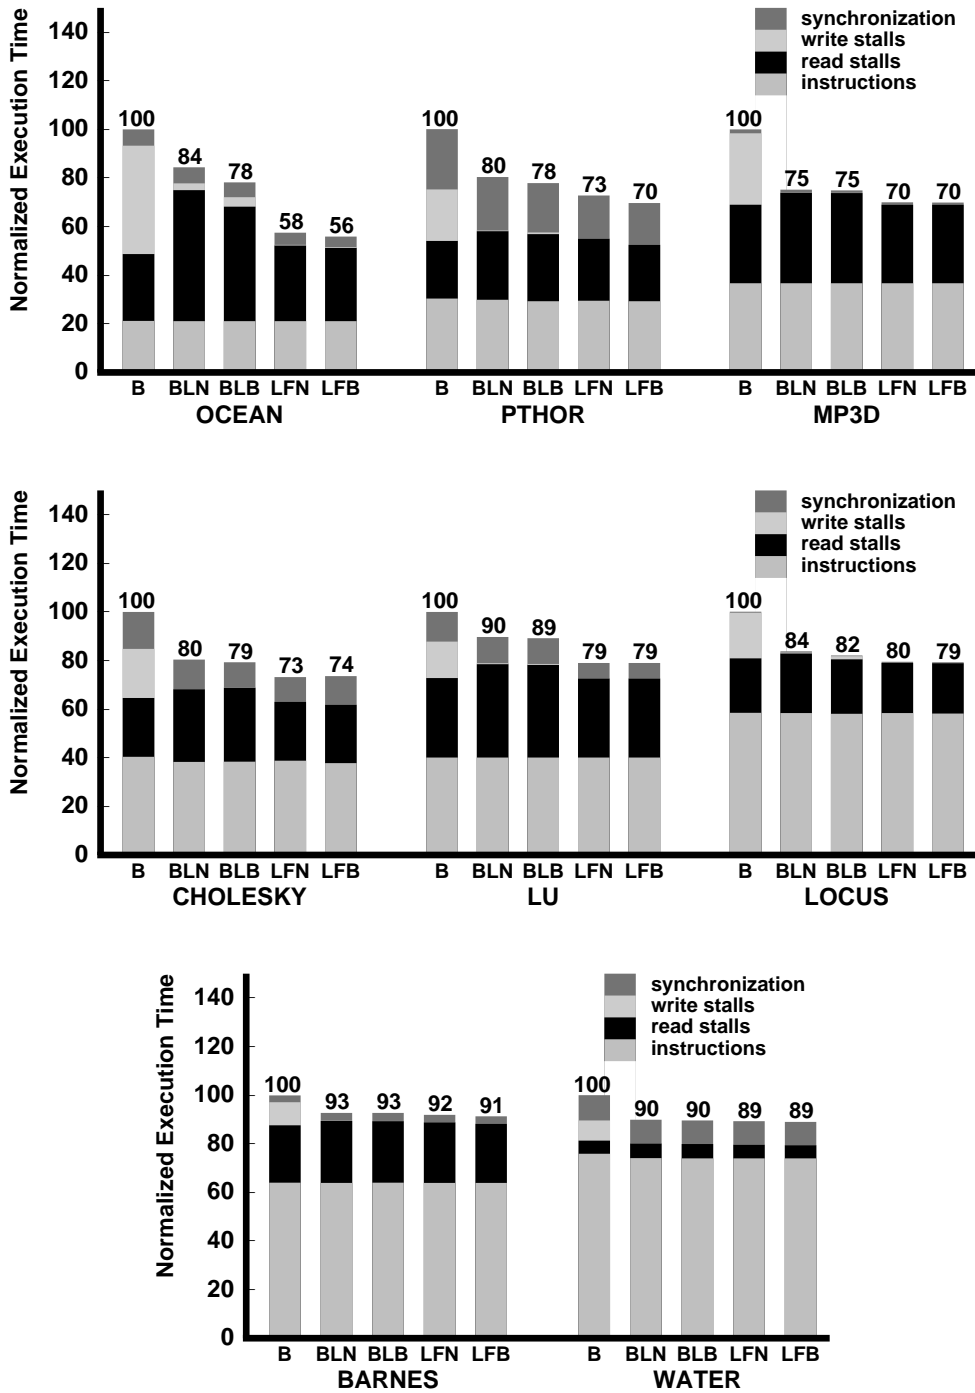 Normalized Execution Time
140
120
100
80
60
40
20
0
synchronization
write stalls
read stalls
instructions
100 84 78 58 56
100 80 78 73 70
100 75 75 70 70
B BLN BLB LFN LFB
OCEAN
B BLN BLB LFN LFB
PTHOR
B BLN BLB LFN LFB
MP3D
Normalized Execution Time
140
120
100
80
60
40
20
0
synchronization
write stalls
read stalls
instructions
100 80 79 73 74
100 90 89 79 79
100 84 82 80 79
B BLN BLB LFN LFB
CHOLESKY
B BLN BLB LFN LFB
LU
B BLN BLB LFN LFB
LOCUS
Normalized Execution Time
140
120
100
80
60
40
20
0
synchronization
write stalls
read stalls
instructions
100 93 93 92 91
100 90 90 89 89
B BLN BLB LFN LFB
BARNES
B BLN BLB LFN LFB
WATER